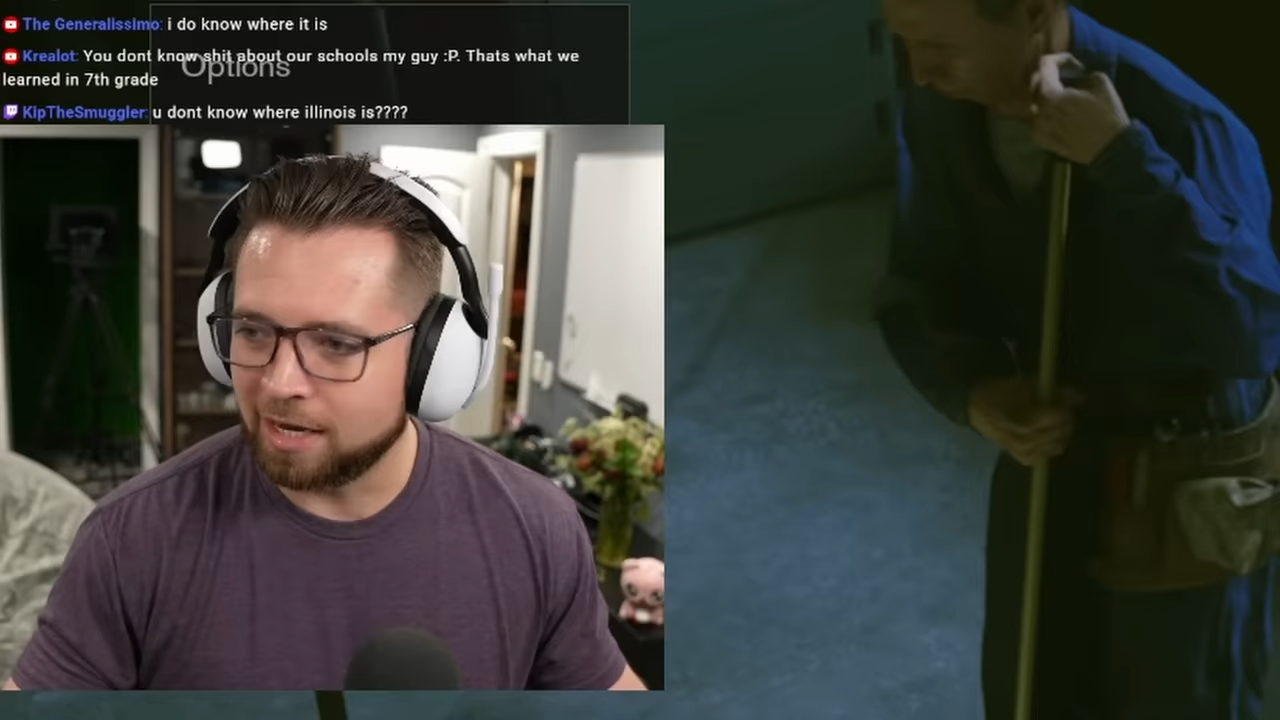 The Generalissimo: i do know where it is
Krealot: You dont know shit about our schools my guy :P. Thats what we
Options
learned in 7th grade
KipTheSmuggler: u dont know where illinois is????